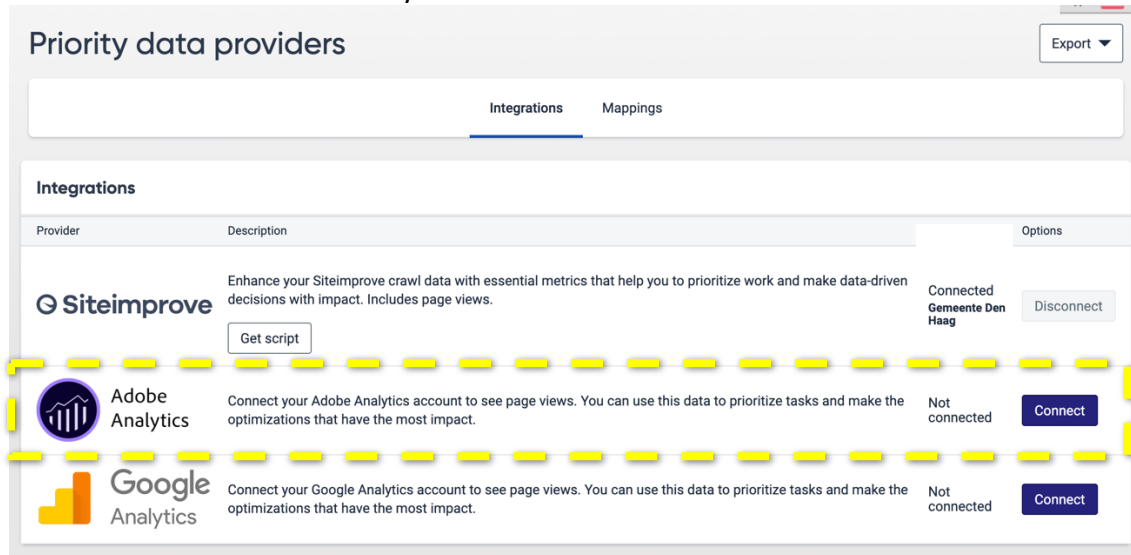 Priority data providers
Export
Integrations Mappings
Integrations
Provider Description Options
Enhance your Siteimprove crawl data with essential metrics that help you to prioritize work and make data-driven
decisions with impact. Includes page views.
Siteimprove
Get script
Connected
Gemeente Den
Haag
Disconnect
Adobe
Analytics
Connect your Adobe Analytics account to see page views. You can use this data to prioritize tasks and make the
optimizations that have the most impact.
Not
connected
Connect
Google
Analytics
Connect your Google Analytics account to see page views. You can use this data to prioritize tasks and make the
optimizations that have the most impact.
Not
connected
Connect